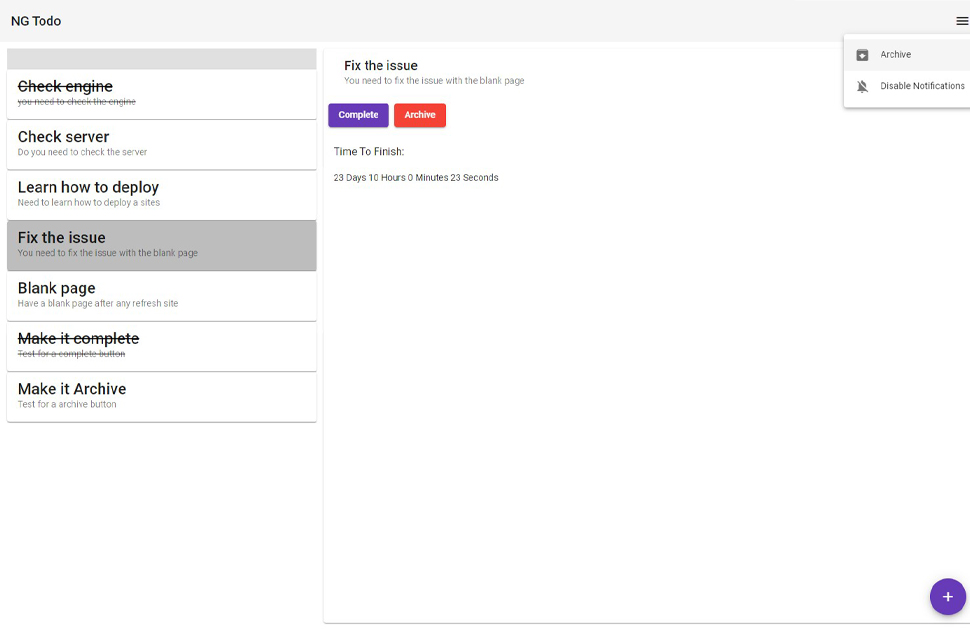 NG Todo
Archive
Disable Notifications
Check engine
you need to check the engine
Check server
Do you need to check the server
Learn how to deploy
Need to learn how to deploy a sites
Fix the issue
You need to fix the issue with the blank page
Blank page
Have a blank page after any refresh site
Make it complete
Test for a complete button
Make it Archive
Test for a archive button
Fix the issue
You need to fix the issue with the blank page
Complete Archive
Time To Finish:
23 Days 10 Hours 0 Minutes 23 Seconds
+